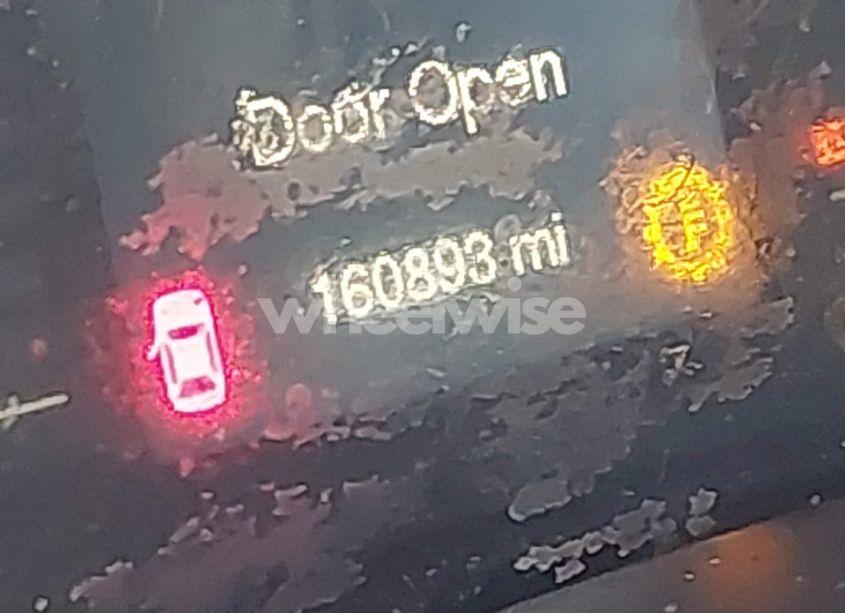 Door Open
160893 mi
wheelwise